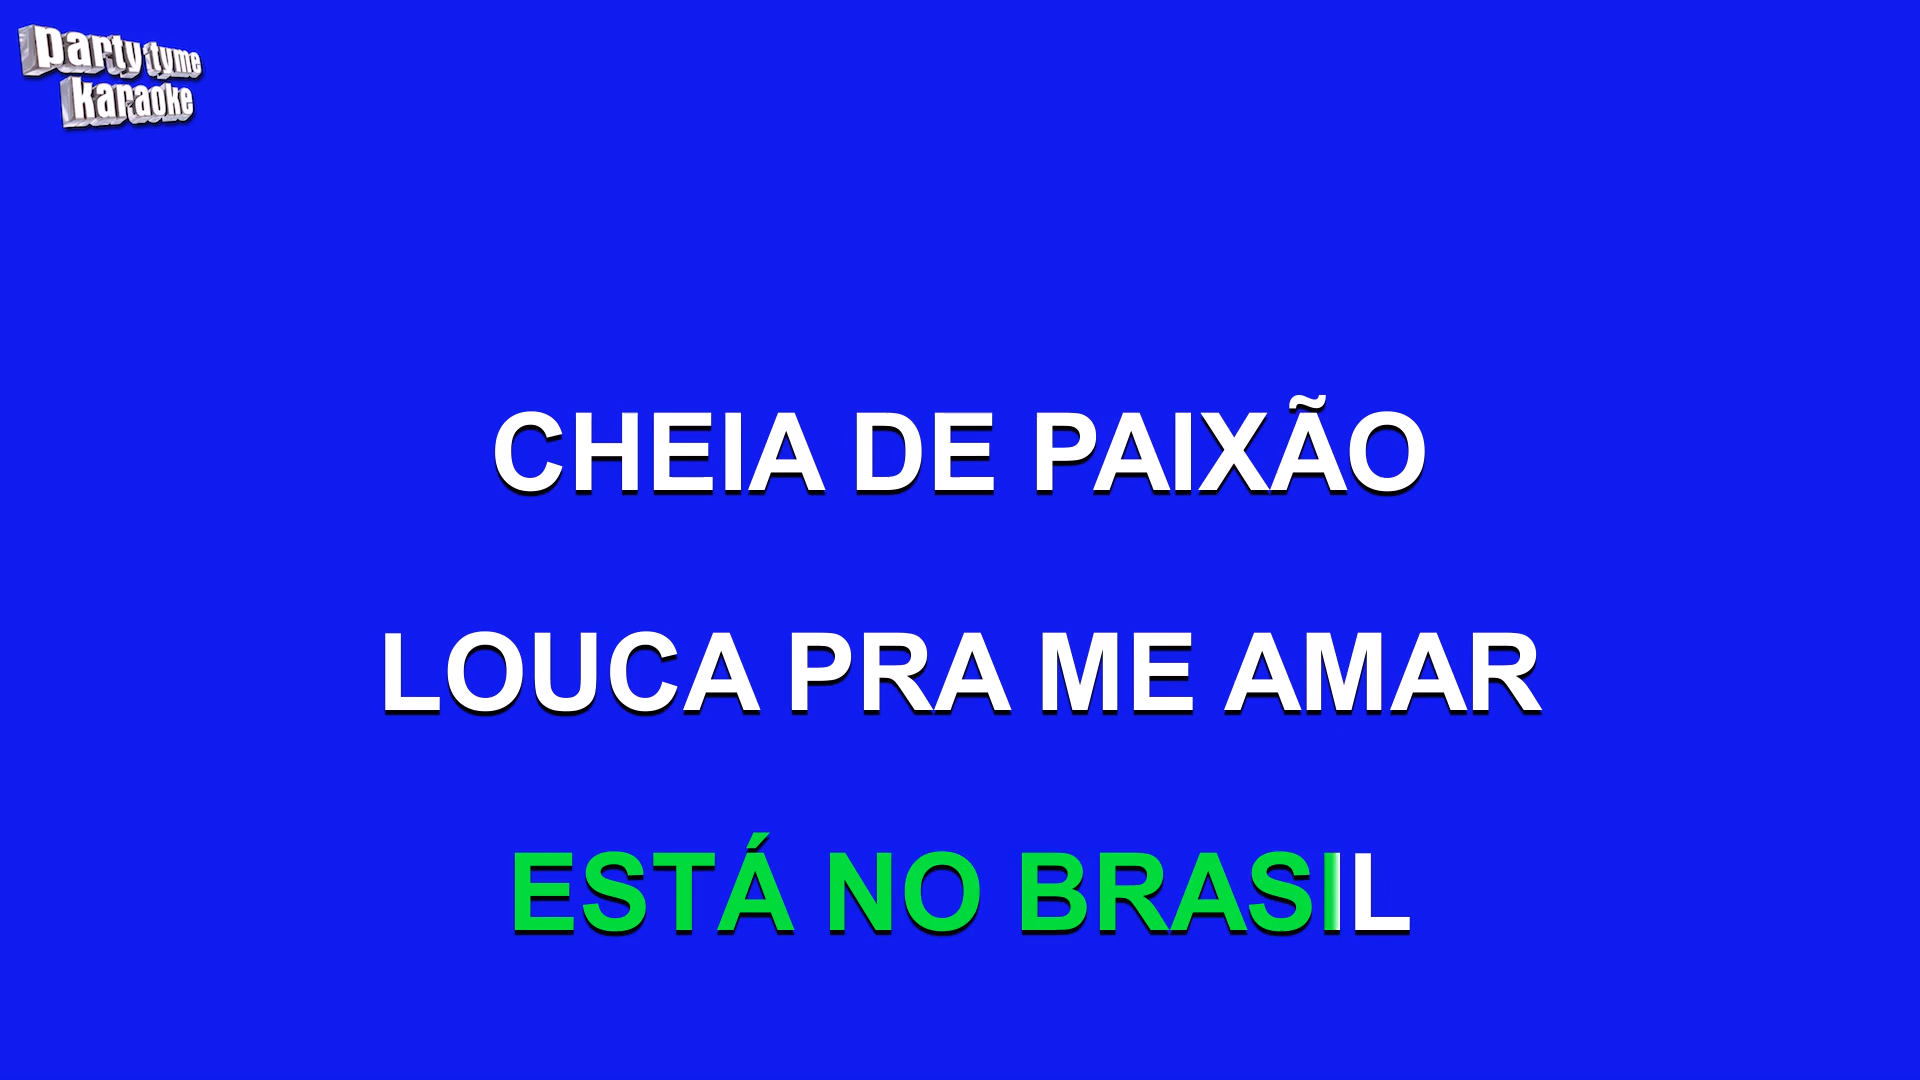 party tyme
karaoke
CHEIA DE PAIXÃO
LOUCA PRA ME AMAR
ESTÁ NO BRASIL